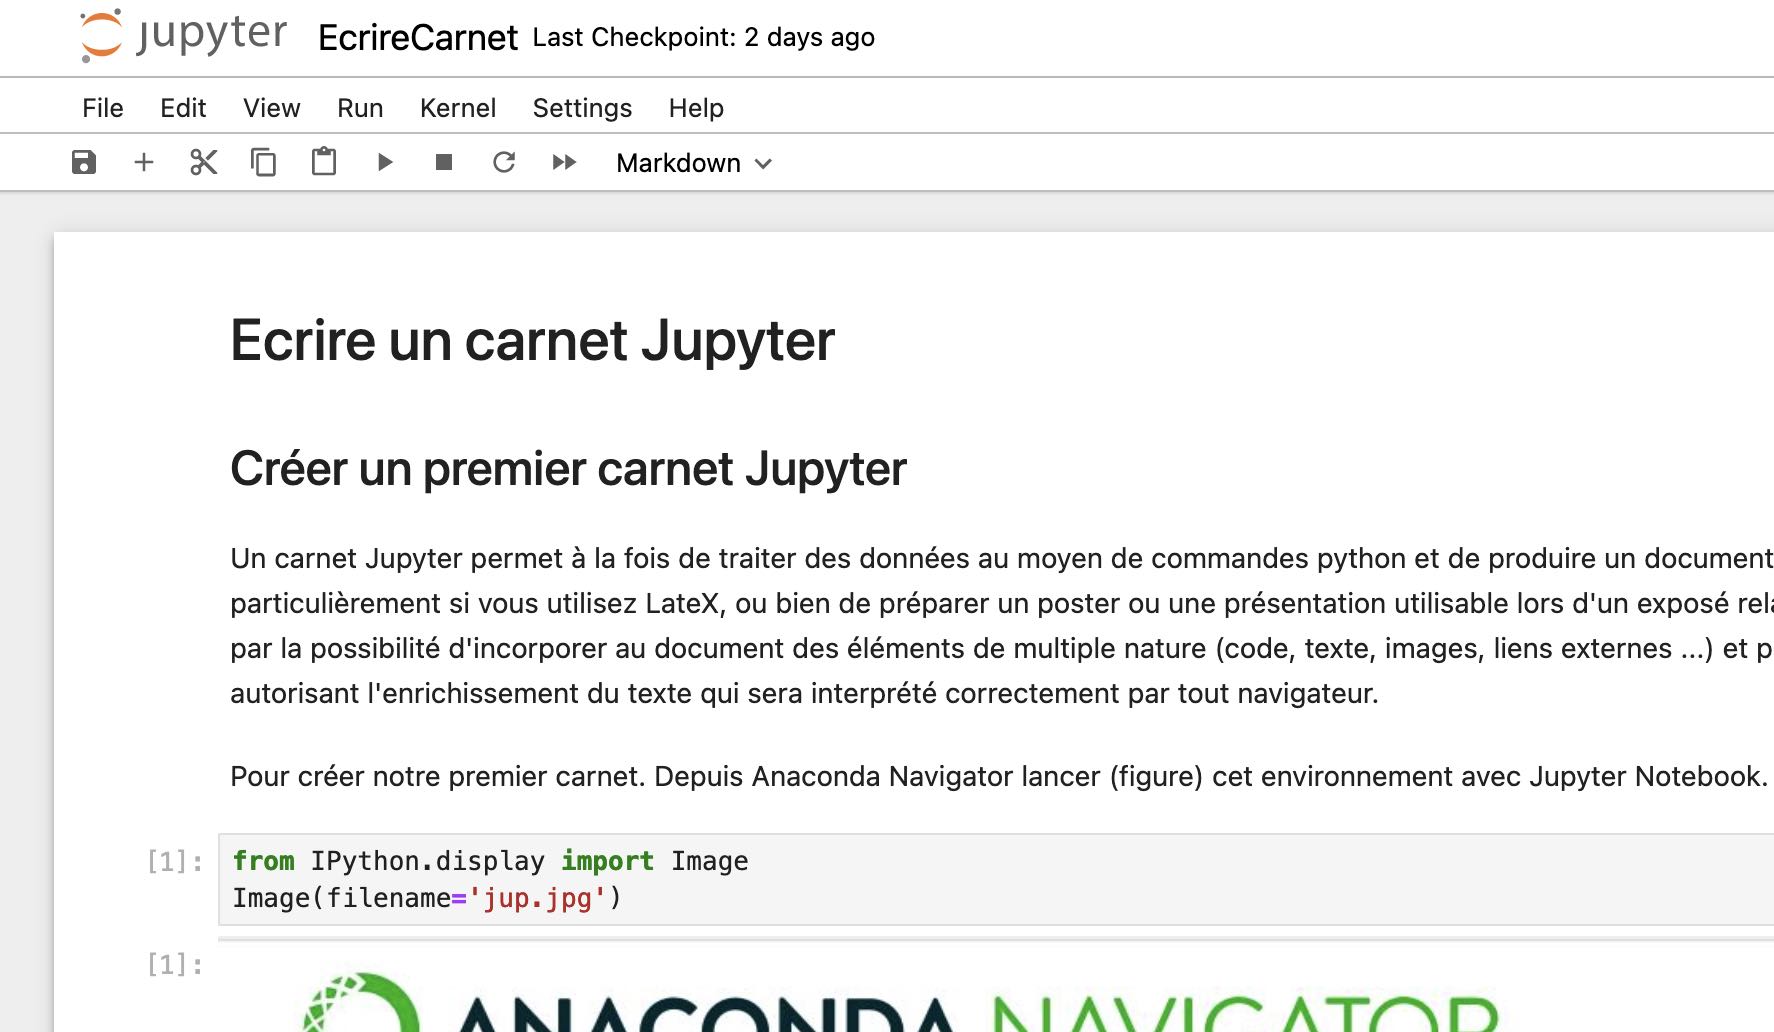 jupyter EcrireCarnet Last Checkpoint: 2 days ago
File Edit View Run Kernel Settings Help
Markdown
Ecrire un carnet Jupyter
Créer un premier carnet Jupyter
Un carnet Jupyter permet à la fois de traiter des données au moyen de commandes python et de produire un document
particulièrement si vous utilisez LateX, ou bien de préparer un poster ou une présentation utilisable lors d'un exposé
par la possibilité d'incorporer au document des éléments de multiple nature (code, texte, images, liens externes ...) et
autorisant l'enrichissement du texte qui sera interprété correctement par tout navigateur.
Pour créer notre premier carnet. Depuis Anaconda Navigator lancer (figure) cet environnement avec Jupyter Notebook.
[1]: from IPython.display import Image
Image(filename='jup.jpg')
[1]:
ANACONDA NAVIGATOR